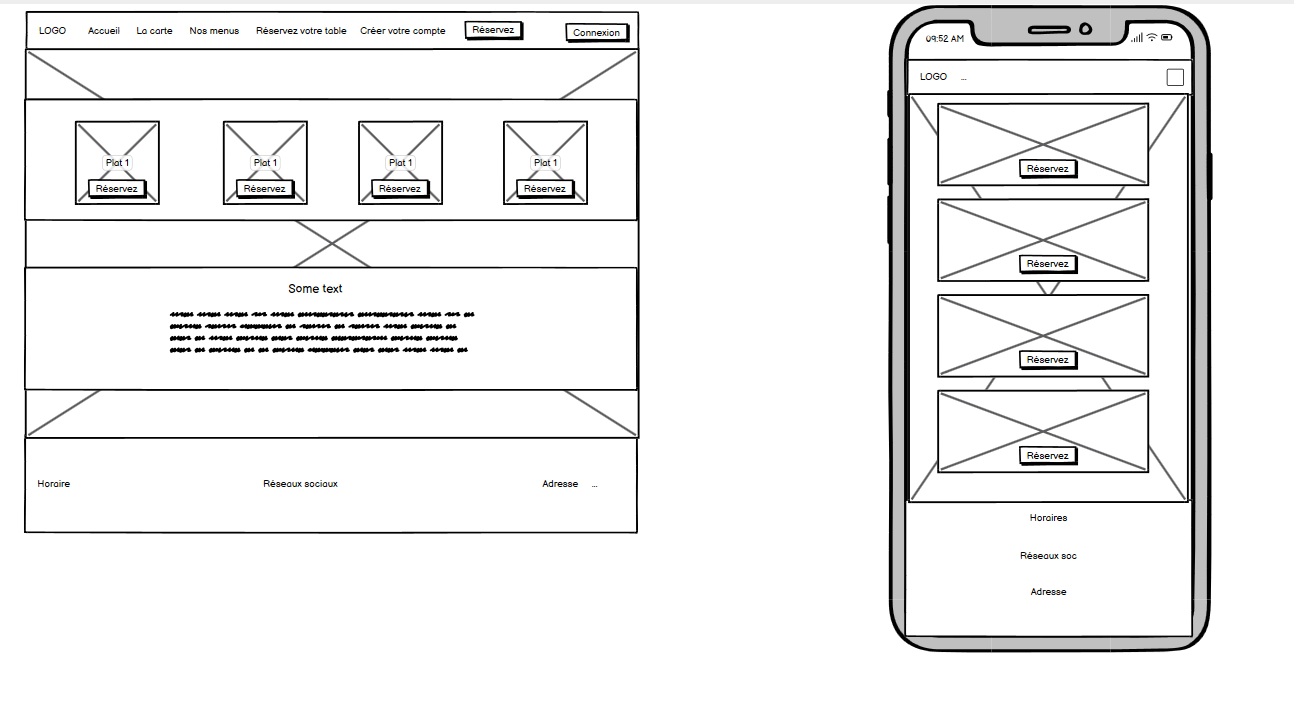 LOGO Accueil La carte Nos menus Réservez votre table Créer votre compte Réservez Connexion
Plat 1 Plat 1 Plat 1 Plat 1
Réservez Réservez Réservez Réservez
Some text
Horaire Réseaux sociaux Adresse ...
09:52 AM
LOGO ...
Réservez
Réservez
Réservez
Réservez
Horaires
Réseaux soc
Adresse